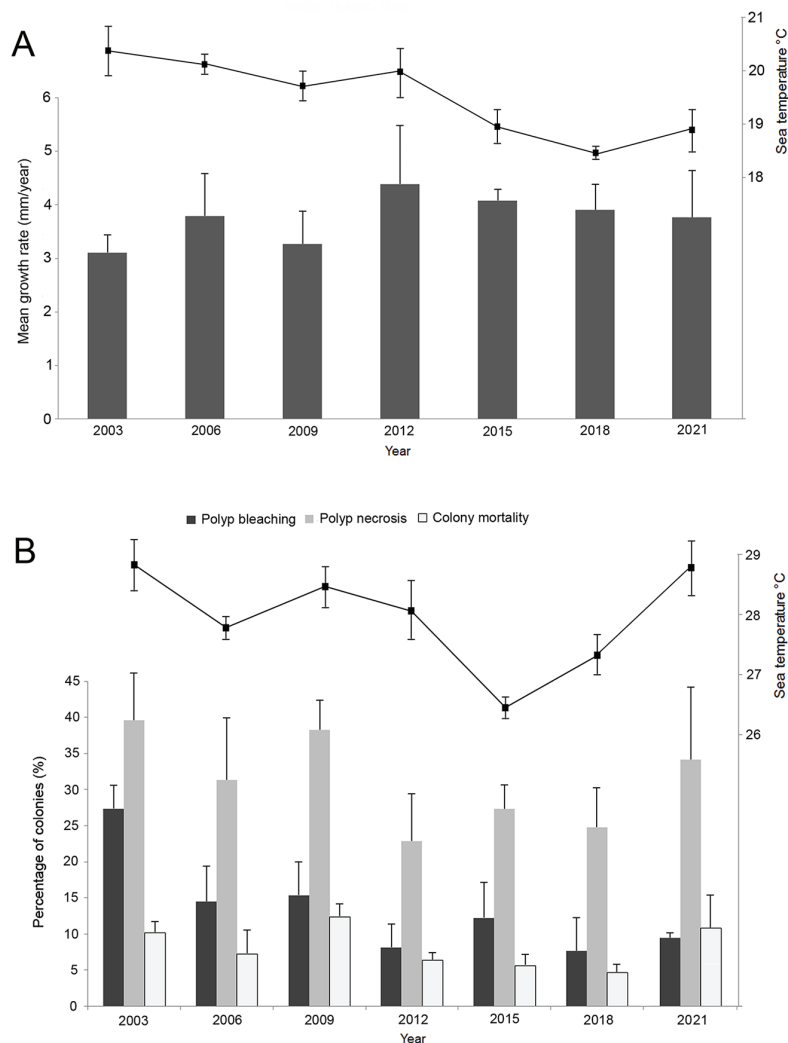 A
21
20
19
18
Sea temperature °C
6
5
4
3
2
1
0
Mean growth rate (mm/year)
2003 2006 2009 2012 2015 2018 2021
Year
Polyp bleaching Polyp necrosis Colony mortality
B
29
28
27
26
Sea temperature °C
45
40
35
30
25
20
15
10
5
0
Percentage of colonies (%)
2003 2006 2009 2012 2015 2018 2021
Year